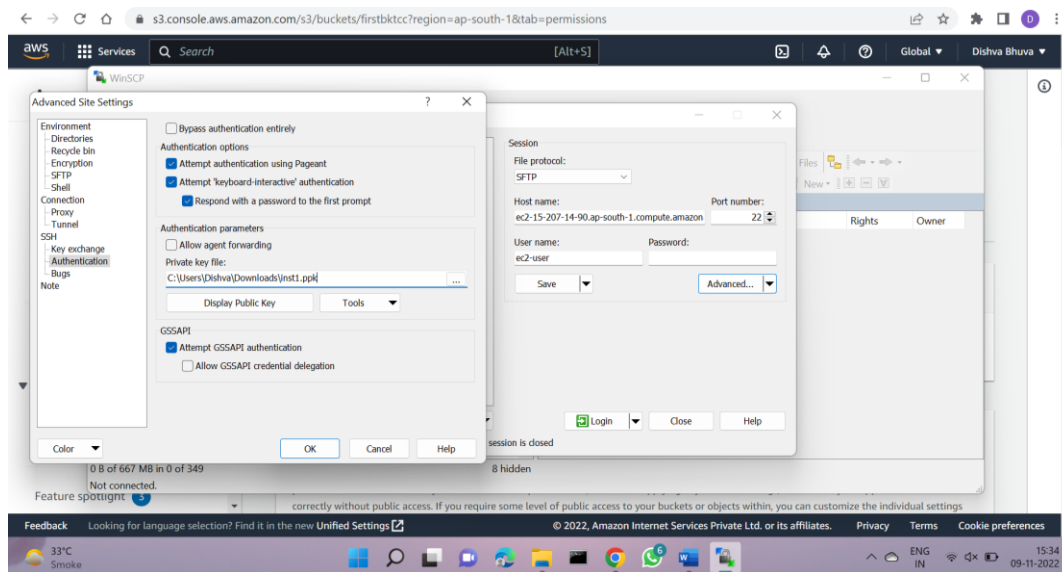 s3.console.aws.amazon.com/s3/buckets/firstbktcc?region=ap-south-1&tab=permissions
D
aws
Services
Search
[Alt+S]
Global
Dishva Bhuva
WinSCP
Advanced Site Settings
? ×
Environment
Directories
Recycle bin
Encryption
SFTP
Shell
Connection
Proxy
Tunnel
SSH
Key exchange
Authentication
Bugs
Note
Bypass authentication entirely
Authentication options
Attempt authentication using Pageant
Attempt 'keyboard-interactive' authentication
Respond with a password to the first prompt
Authentication parameters
Allow agent forwarding
Private key file:
C:\Users\Dishva\Downloads\inst1.ppk
...
Display Public Key
Tools
GSSAPI
Attempt GSSAPI authentication
Allow GSSAPI credential delegation
Color
OK
Cancel
Help
Session
File protocol:
SFTP
Host name:
Port number:
ec2-15-207-14-90.ap-south-1.compute.amazon
22
User name:
Password:
ec2-user
Save
Advanced...
Login
Close
Help
session is closed
Files
New
Rights
Owner
0 B of 667 MB in 0 of 349
8 hidden
Not connected.
Feature spotlight 3
correctly without public access. If you require some level of public access to your buckets or objects within, you can customize the individual settings
Feedback
Looking for language selection? Find it in the new Unified Settings
© 2022, Amazon Internet Services Private Ltd. or its affiliates.
Privacy
Terms
Cookie preferences
33°C
Smoke
6
ENG
IN
15:34
09-11-2022